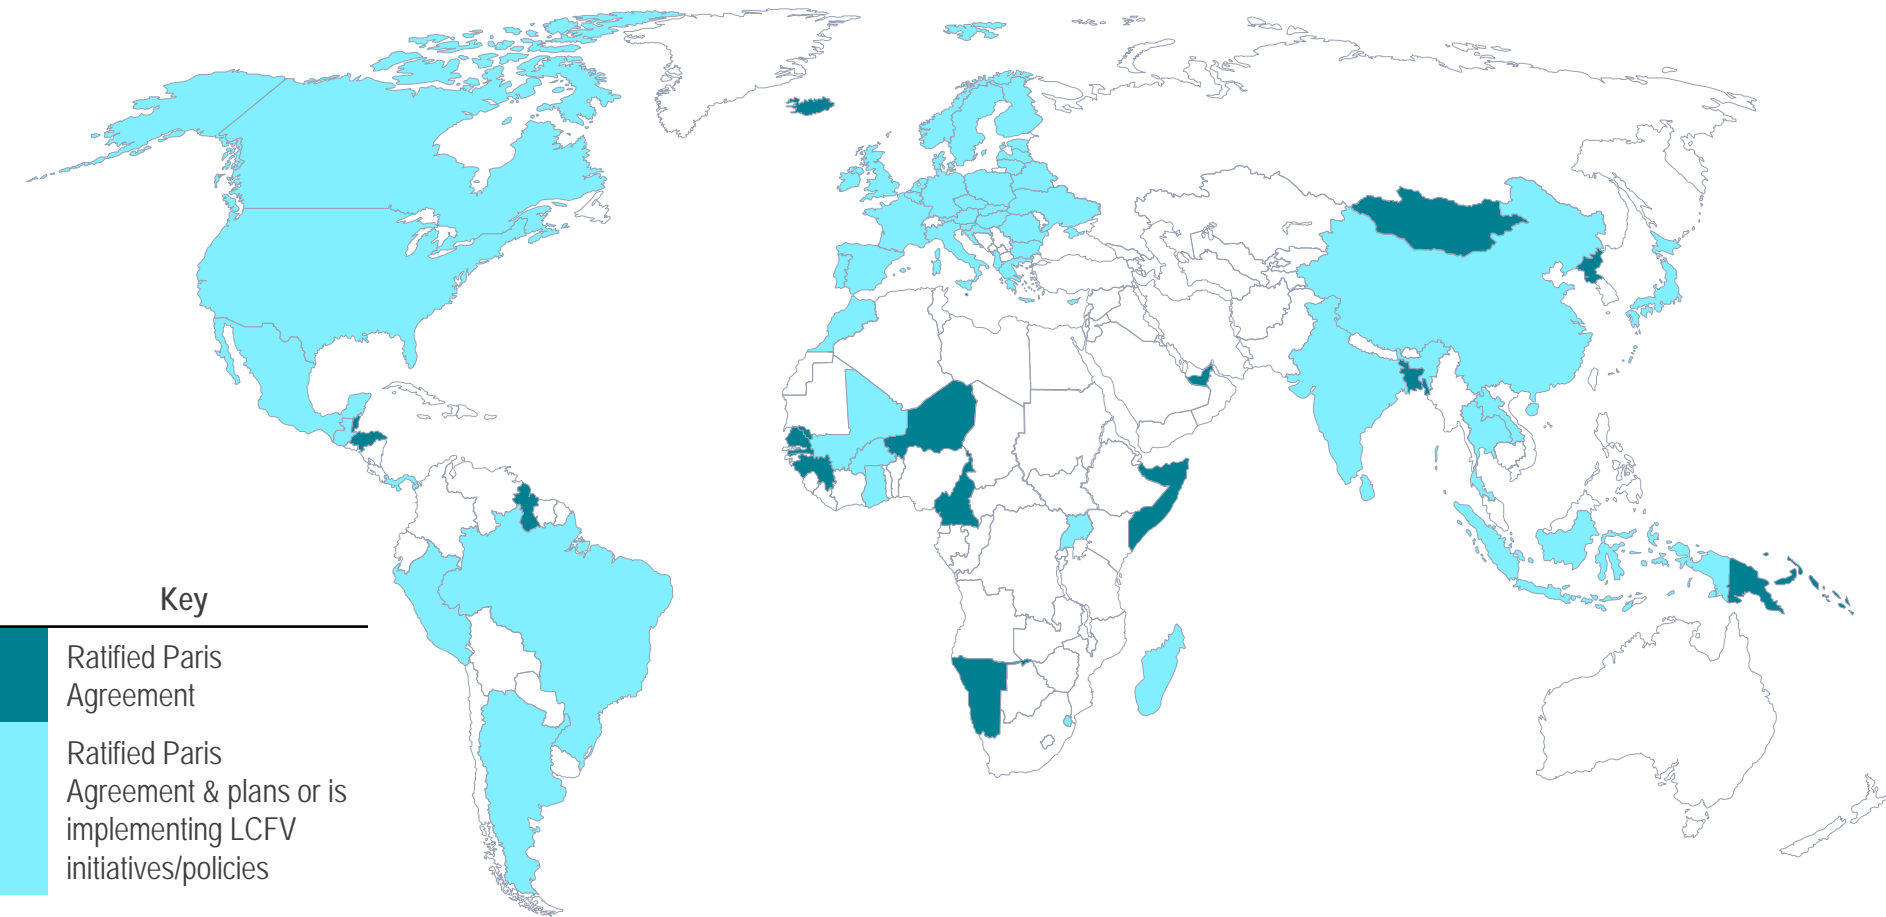 Key
Ratified Paris
Agreement
Ratified Paris
Agreement & plans or is
implementing LCFV
initiatives/policies